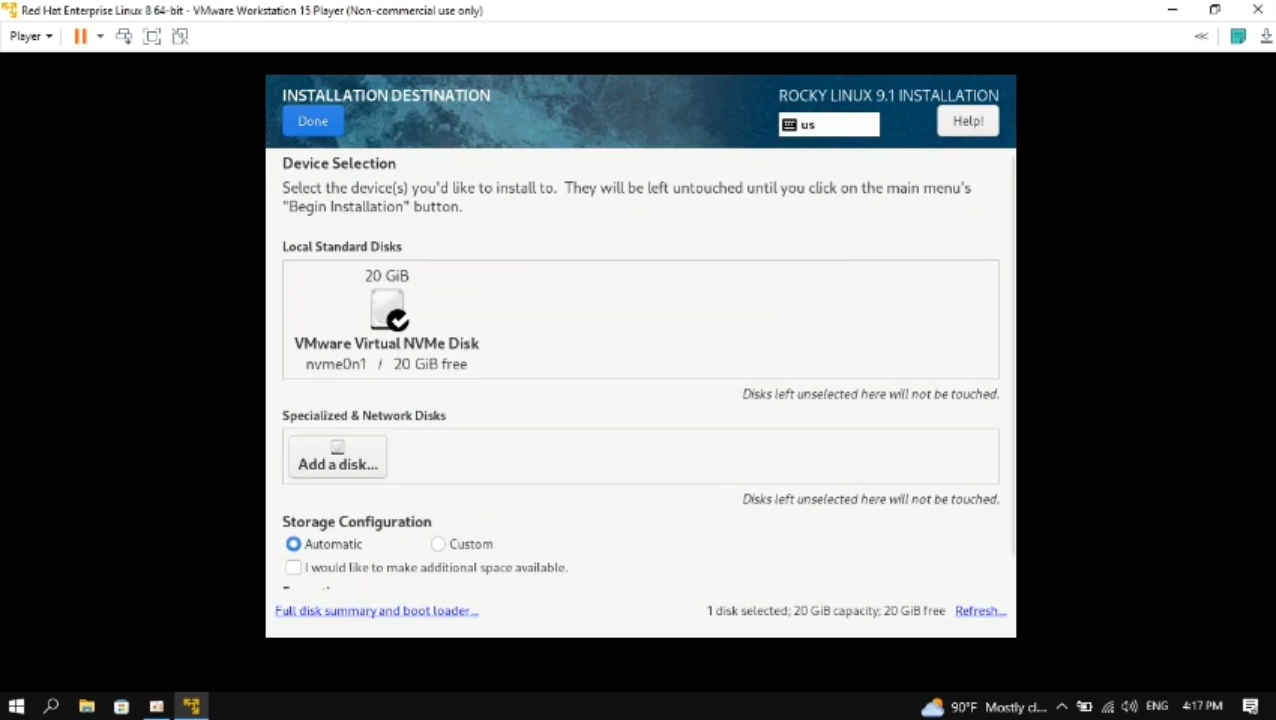 Red Hat Enterprise Linux 8 64-bit - VMware Workstation 15 Player (Non-commercial use only)
Player
INSTALLATION DESTINATION
ROCKY LINUX 9.1 INSTALLATION
Done
us
Help!
Device Selection
Select the device(s) you'd like to install to. They will be left untouched until you click on the main menu's
"Begin Installation" button.
Local Standard Disks
20 GiB
VMware Virtual NVMe Disk
nvme0n1 / 20 GiB free
Disks left unselected here will not be touched.
Specialized & Network Disks
Add a disk...
Disks left unselected here will not be touched.
Storage Configuration
Automatic
Custom
I would like to make additional space available.
Full disk summary and boot loader...
1 disk selected; 20 GiB capacity; 20 GiB free
Refresh...
90°F Mostly cl...
ENG
4:17 PM